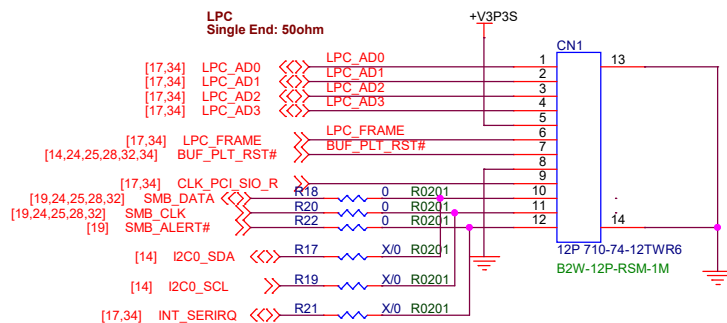 LPC
Single End: 50ohm
+V3P3S
CN1
[17,34] LPC_AD0 LPC_AD0 1 13
[17,34] LPC_AD1 LPC_AD1 2
[17,34] LPC_AD2 LPC_AD2 3
[17,34] LPC_AD3 LPC_AD3 4
5
[17,34] LPC_FRAME LPC_FRAME 6
[14,24,25,28,32,34] BUF_PLT_RST# BUF_PLT_RST# 7
8
[17,34] CLK_PCI_SIO_R 9
[19,24,25,28,32] SMB_DATA R18 0 R0201 10
[19,24,25,28,32] SMB_CLK R20 0 R0201 11
[19] SMB_ALERT# R22 0 R0201 12 14
[14] I2C0_SDA R17 X/0 R0201
12P 710-74-12TWR6
B2W-12P-RSM-1M
[14] I2C0_SCL R19 X/0 R0201
[17,34] INT_SERIRQ R21 X/0 R0201